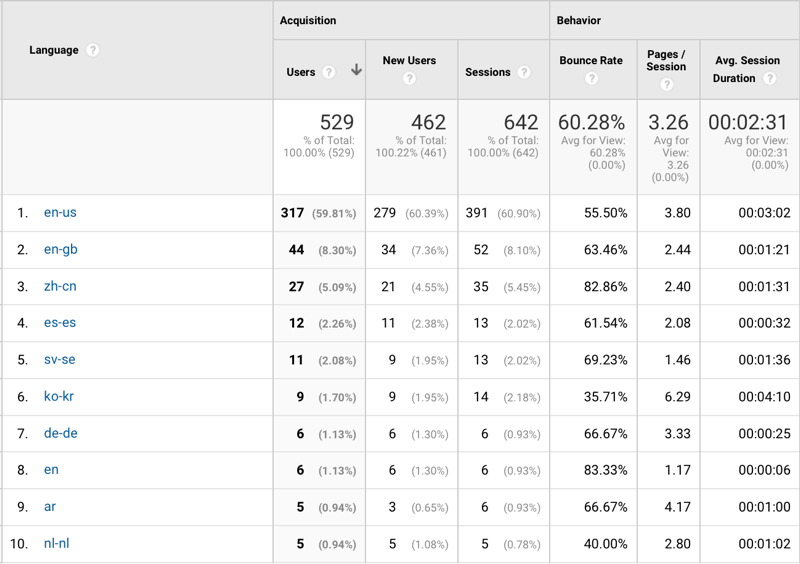 Acquisition Behavior
Language ? Users ? ↓ New Users ? Sessions ? Bounce Rate ? Pages / Session ? Avg. Session Duration ?
529 462 642 60.28% 3.26 00:02:31
% of Total: 100.00% (529) % of Total: 100.22% (461) % of Total: 100.00% (642) Avg for View: 60.28% (0.00%) Avg for View: 3.26 (0.00%) Avg for View: 00:02:31 (0.00%)
1. en-us 317 (59.81%) 279 (60.39%) 391 (60.90%) 55.50% 3.80 00:03:02
2. en-gb 44 (8.30%) 34 (7.36%) 52 (8.10%) 63.46% 2.44 00:01:21
3. zh-cn 27 (5.09%) 21 (4.55%) 35 (5.45%) 82.86% 2.40 00:01:31
4. es-es 12 (2.26%) 11 (2.38%) 13 (2.02%) 61.54% 2.08 00:00:32
5. sv-se 11 (2.08%) 9 (1.95%) 13 (2.02%) 69.23% 1.46 00:01:36
6. ko-kr 9 (1.70%) 9 (1.95%) 14 (2.18%) 35.71% 6.29 00:04:10
7. de-de 6 (1.13%) 6 (1.30%) 6 (0.93%) 66.67% 3.33 00:00:25
8. en 6 (1.13%) 6 (1.30%) 6 (0.93%) 83.33% 1.17 00:00:06
9. ar 5 (0.94%) 3 (0.65%) 6 (0.93%) 66.67% 4.17 00:01:00
10. nl-nl 5 (0.94%) 5 (1.08%) 5 (0.78%) 40.00% 2.80 00:01:02